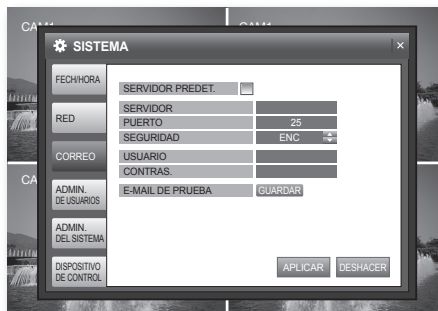 CAM1
CAM1
SISTEMA
×
FECH/HORA
RED
CORREO
ADMIN.
DE USUARIOS
ADMIN.
DEL SISTEMA
DISPOSITIVO
DE CONTROL
SERVIDOR PREDET.
SERVIDOR
PUERTO 25
SEGURIDAD ENC
USUARIO
CONTRAS.
E-MAIL DE PRUEBA GUARDAR
APLICAR DESHACER
CA